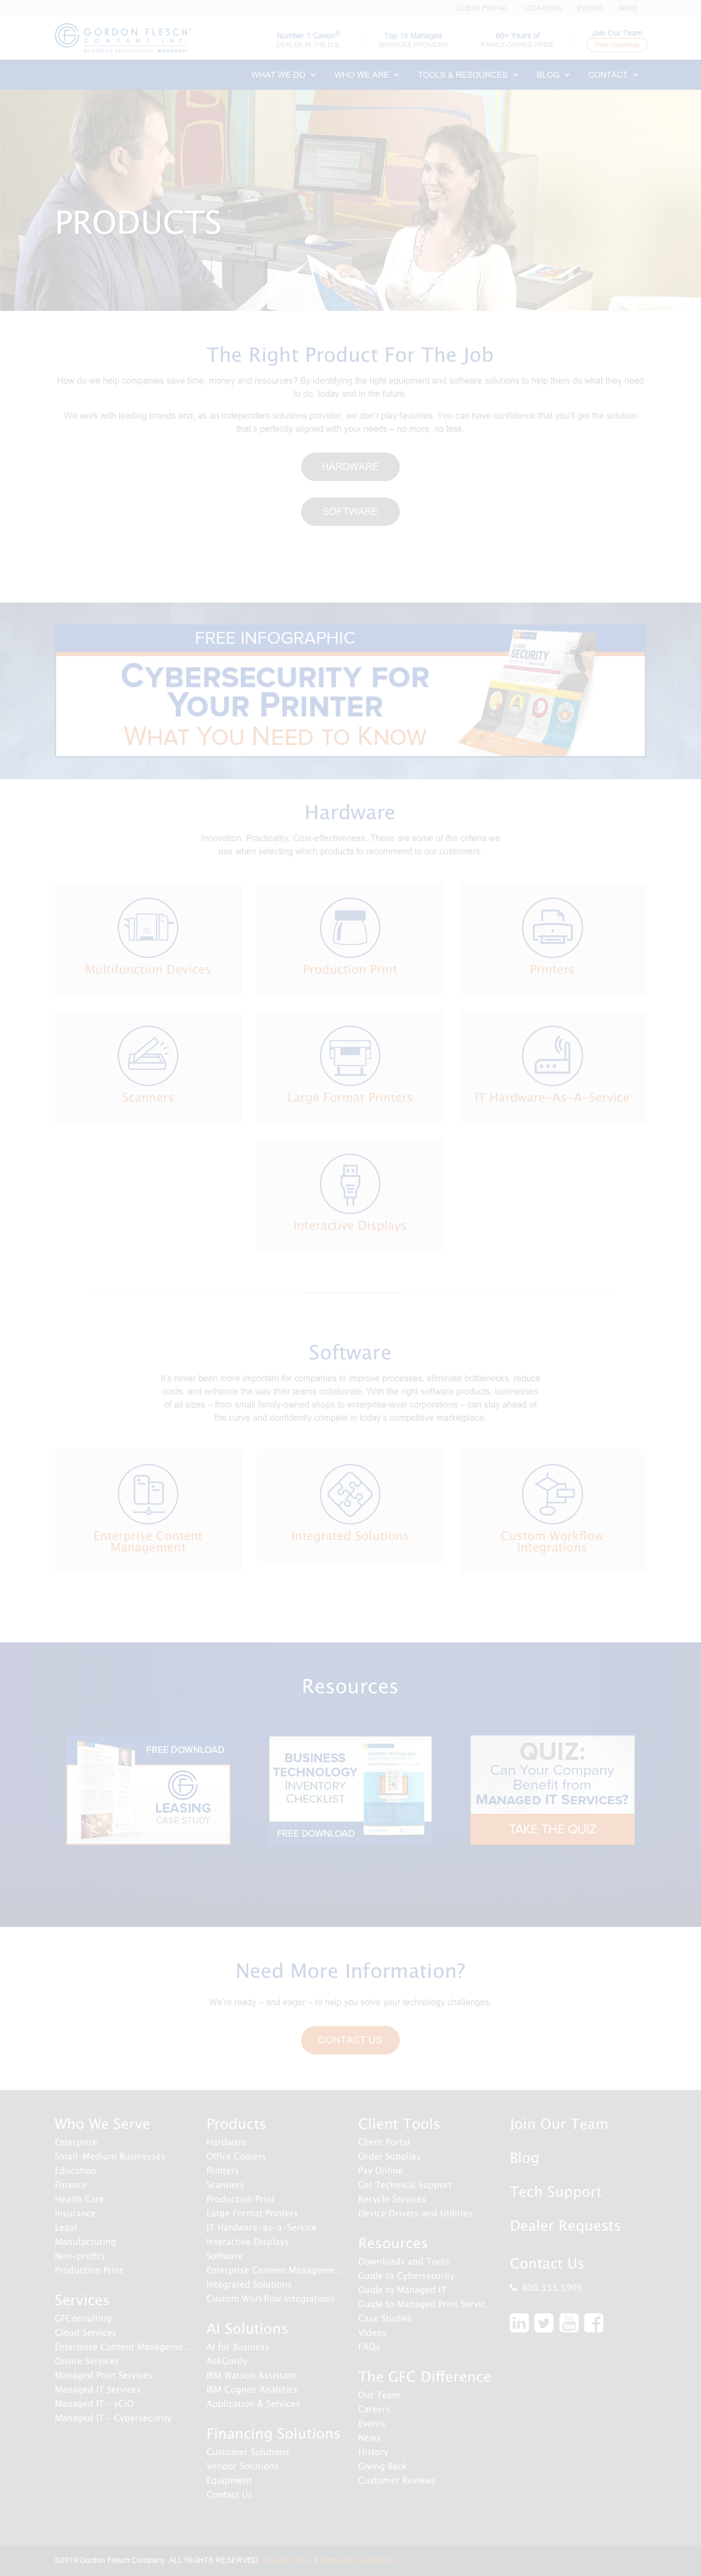 CLIENT PORTAL LOCATIONS EVENTS NEWS
GORDON FLESCH
COMPANY, INC.
BUSINESS TECHNOLOGY MANAGED
Number 1 Canon®
DEALER IN THE U.S.
Top 15 Managed
SERVICES PROVIDER
60+ Years of
FAMILY OWNED PRIDE
Join Our Team
View Openings
WHAT WE DO WHO WE ARE TOOLS & RESOURCES BLOG CONTACT
PRODUCTS
The Right Product For The Job
How do we help companies save time, money and resources? By identifying the right equipment and software solutions to help them do what they need
to do, today and in the future.
We work with leading brands and, as an independent solutions provider, we don't play favorites. You can have confidence that you'll get the solution
that's perfectly aligned with your needs – no more, no less.
HARDWARE
SOFTWARE
FREE INFOGRAPHIC
CYBERSECURITY FOR
YOUR PRINTER
WHAT YOU NEED TO KNOW
CYBER
SECURITY
Hardware
Innovation. Practicality. Cost-effectiveness. These are some of the criteria we
use when selecting which products to recommend to our customers.
Multifunction Devices
Production Print
Printers
Scanners
Large Format Printers
IT Hardware-As-A-Service
Interactive Displays
Software
It's never been more important for companies to improve processes, eliminate bottlenecks, reduce
costs, and enhance the way their teams collaborate. With the right software products, businesses
of all sizes – from small family-owned shops to enterprise-level corporations – can stay ahead of
the curve and confidently compete in today's competitive marketplace.
Enterprise Content
Management
Integrated Solutions
Custom Workflow
Integrations
Resources
FREE DOWNLOAD
LEASING
CASE STUDY
BUSINESS
TECHNOLOGY
INVENTORY
CHECKLIST
FREE DOWNLOAD
QUIZ:
Can Your Company
Benefit from
MANAGED IT SERVICES?
TAKE THE QUIZ
Need More Information?
We're ready – and eager – to help you solve your technology challenges.
CONTACT US
Who We Serve
Enterprise
Small-Medium Businesses
Education
Finance
Health Care
Insurance
Legal
Manufacturing
Non-profits
Production Print
Services
GFConsulting
Cloud Services
Enterprise Content Manageme...
Onsite Services
Managed Print Services
Managed IT Services
Managed IT - vCIO
Managed IT - Cybersecurity
Products
Hardware
Office Copiers
Printers
Scanners
Production Print
Large Format Printers
IT Hardware-as-a-Service
Interactive Displays
Software
Enterprise Content Manageme...
Integrated Solutions
Custom Workflow Integrations
AI Solutions
AI for Business
AskGordy
IBM Watson Assistant
IBM Cognos Analytics
Application & Services
Financing Solutions
Customer Solutions
Vendor Solutions
Equipment
Contact Us
Client Tools
Client Portal
Order Supplies
Pay Online
Get Technical Support
Recycle Services
Device Drivers and Utilities
Resources
Downloads and Tools
Guide to Cybersecurity
Guide to Managed IT
Guide to Managed Print Servic...
Case Studies
Videos
FAQs
The GFC Difference
Our Team
Careers
Events
News
History
Giving Back
Customer Reviews
Join Our Team
Blog
Tech Support
Dealer Requests
Contact Us
800.333.5905
©2019 Gordon Flesch Company. ALL RIGHTS RESERVED. |